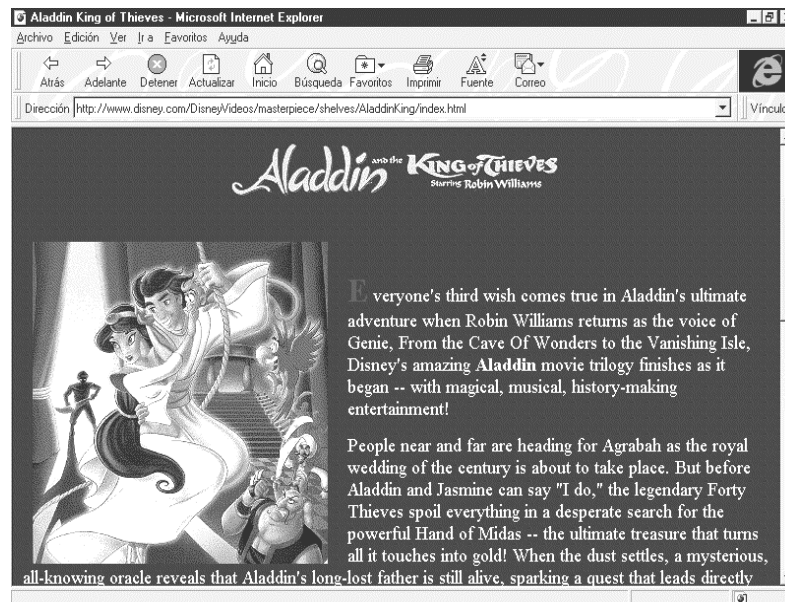 Aladdin King of Thieves - Microsoft Internet Explorer
Archivo Edición Ver Ir a Favoritos Ayuda
Atrás Adelante Detener Actualizar Inicio Búsqueda Favoritos Imprimir Fuente Correo
Dirección http://www.disney.com/DisneyVideos/masterpiece/shelves/AladdinKing/index.html Vínculo
Aladdin and the King of Thieves
Starring Robin Williams
Everyone's third wish comes true in Aladdin's ultimate
adventure when Robin Williams returns as the voice of
Genie, From the Cave Of Wonders to the Vanishing Isle,
Disney's amazing Aladdin movie trilogy finishes as it
began -- with magical, musical, history-making
entertainment!
People near and far are heading for Agrabah as the royal
wedding of the century is about to take place. But before
Aladdin and Jasmine can say "I do," the legendary Forty
Thieves spoil everything in a desperate search for the
powerful Hand of Midas -- the ultimate treasure that turns
all it touches into gold! When the dust settles, a mysterious,
all-knowing oracle reveals that Aladdin's long-lost father is still alive, sparking a quest that leads directly